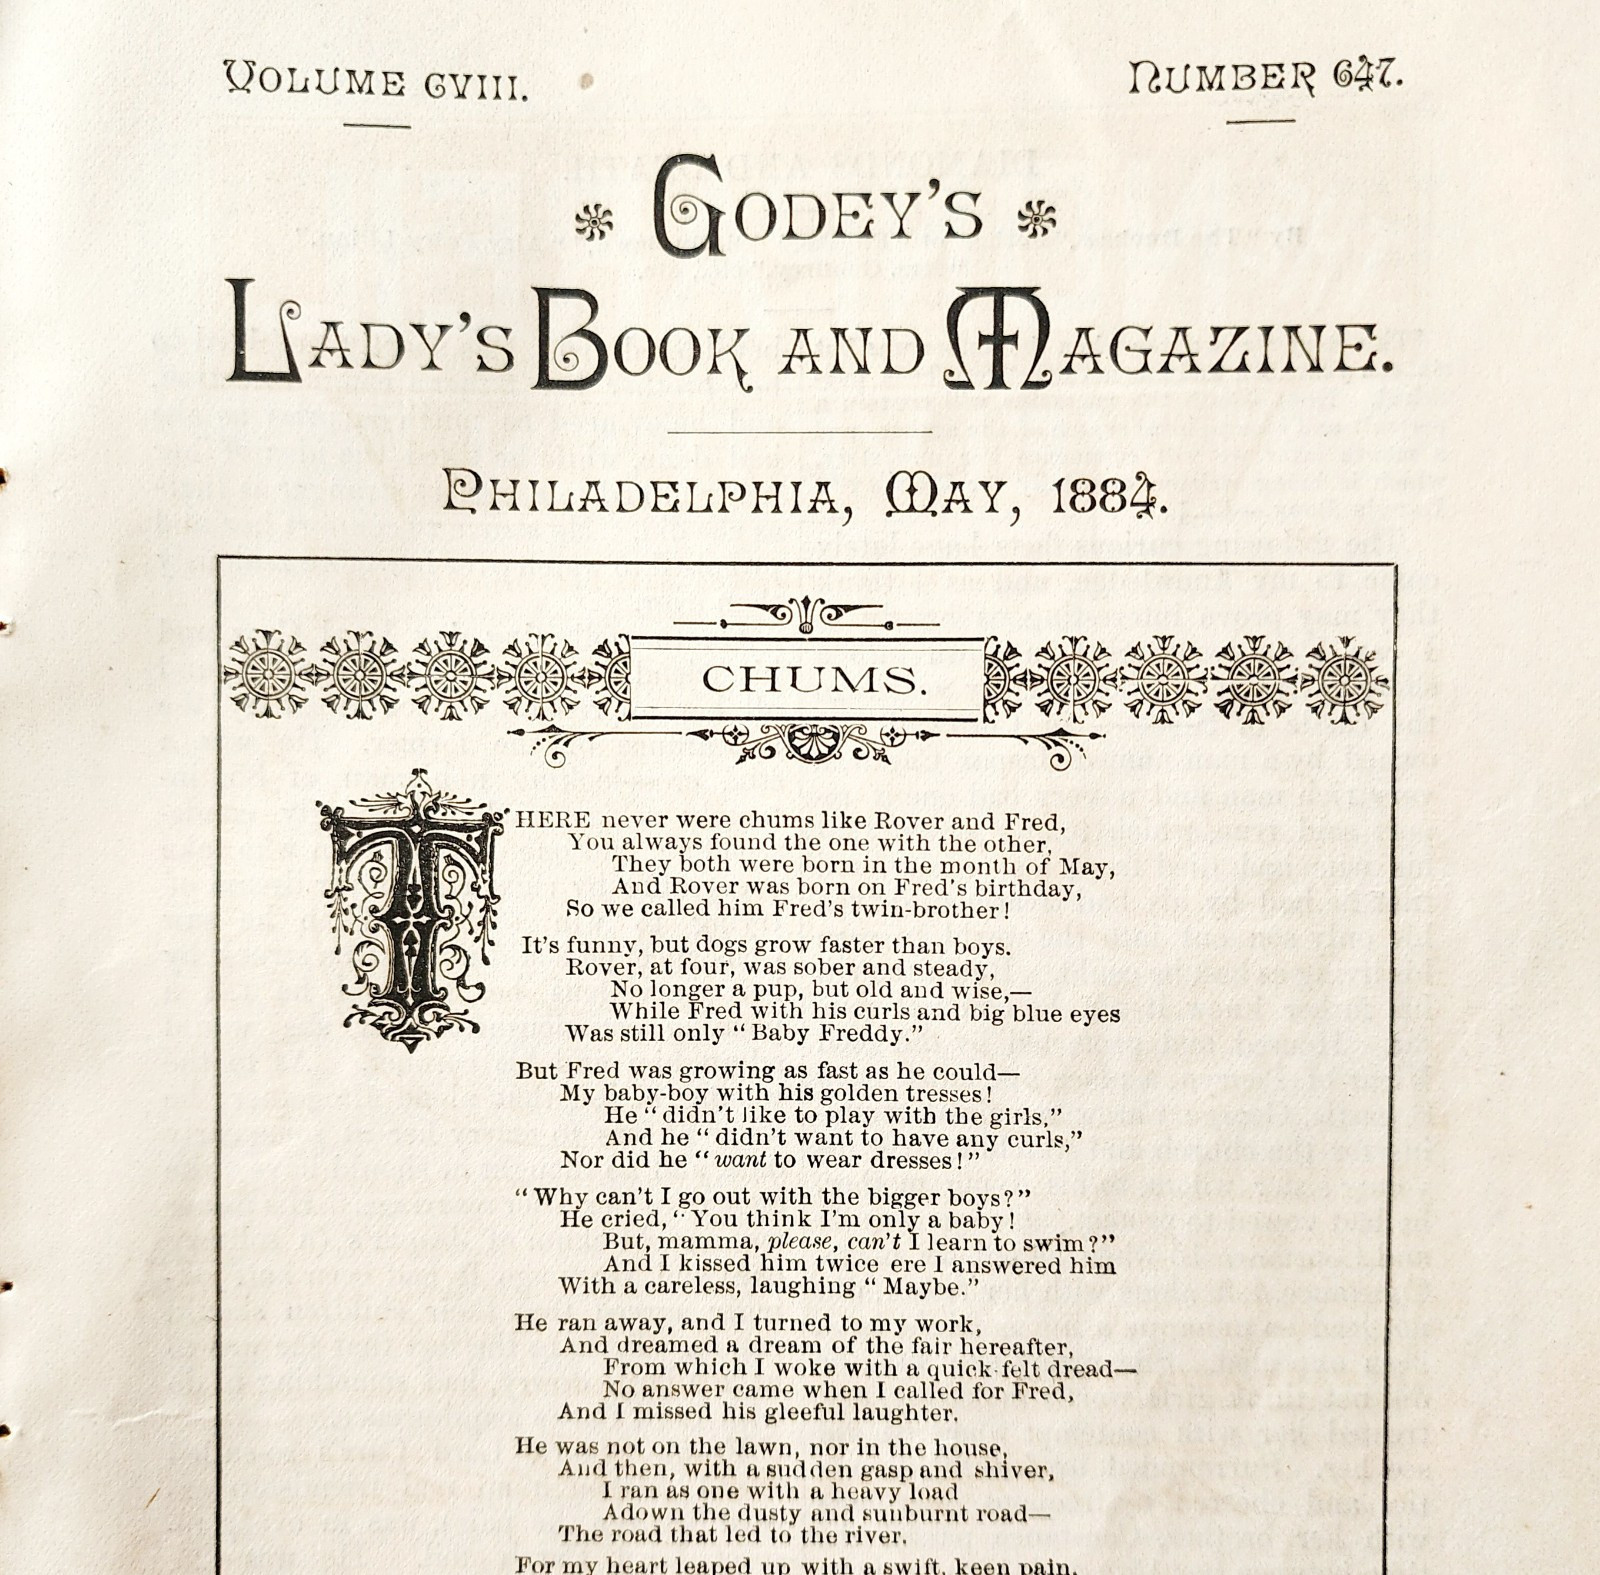 VOLUME CVIII.
NUMBER 647.
GODEY'S
LADY'S BOOK AND MAGAZINE.
PHILADELPHIA, MAY, 1884.
CHUMS.
THERE never were chums like Rover and Fred,
You always found the one with the other,
They both were born in the month of May,
And Rover was born on Fred's birthday,
So we called him Fred's twin-brother!
It's funny, but dogs grow faster than boys.
Rover, at four, was sober and steady,
No longer a pup, but old and wise,—
While Fred with his curls and big blue eyes
Was still only "Baby Freddy."
But Fred was growing as fast as he could—
My baby-boy with his golden tresses!
He "didn't like to play with the girls,"
And he "didn't want to have any curls,"
Nor did he "want to wear dresses!"
"Why can't I go out with the bigger boys?"
He cried, "You think I'm only a baby!
But, mamma, please, can't I learn to swim?"
And I kissed him twice ere I answered him
With a careless, laughing "Maybe."
He ran away, and I turned to my work,
And dreamed a dream of the fair hereafter,
From which I woke with a quick-felt dread—
No answer came when I called for Fred,
And I missed his gleeful laughter.
He was not on the lawn, nor in the house,
And then, with a sudden gasp and shiver,
I ran as one with a heavy load
Adown the dusty and sunburnt road—
The road that led to the river.
For my heart leaped up with a swift, keen pain,